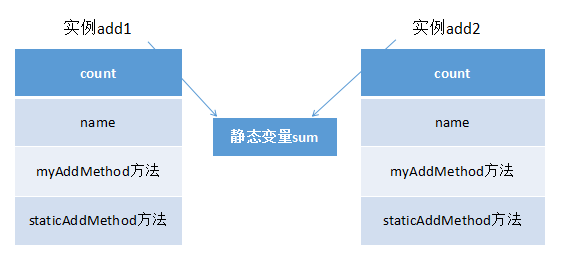 实例add1
实例add2
count
count
静态变量sum
name
name
myAddMethod方法
myAddMethod方法
staticAddMethod方法
staticAddMethod方法